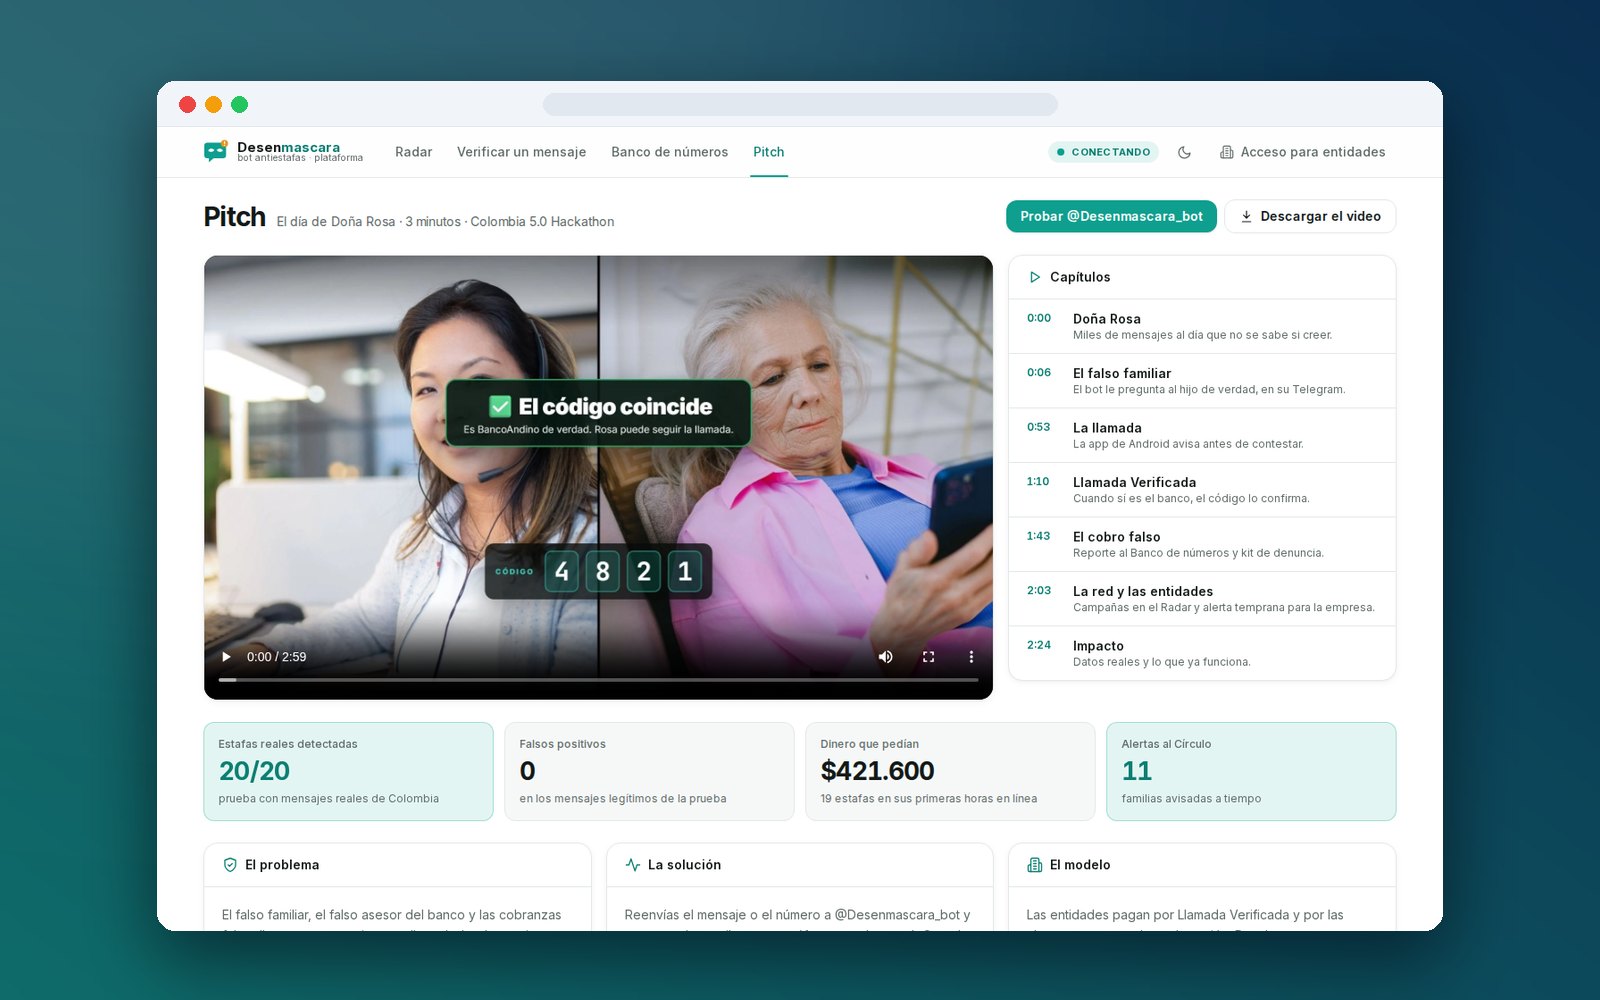 Desenmascara
bot antiestafas · plataforma
Radar
Verificar un mensaje
Banco de números
Pitch
CONECTANDO
Acceso para entidades
Pitch
El día de Doña Rosa · 3 minutos · Colombia 5.0 Hackathon
Probar @Desenmascara_bot
Descargar el video
✅ El código coincide
Es BancoAndino de verdad. Rosa puede seguir la llamada.
CÓDIGO 4 8 2 1
0:00 / 2:59
Capítulos
0:00 Doña Rosa
Miles de mensajes al día que no se sabe si creer.
0:06 El falso familiar
El bot le pregunta al hijo de verdad, en su Telegram.
0:53 La llamada
La app de Android avisa antes de contestar.
1:10 Llamada Verificada
Cuando sí es el banco, el código lo confirma.
1:43 El cobro falso
Reporte al Banco de números y kit de denuncia.
2:03 La red y las entidades
Campañas en el Radar y alerta temprana para la empresa.
2:24 Impacto
Datos reales y lo que ya funciona.
Estafas reales detectadas
20/20
prueba con mensajes reales de Colombia
Falsos positivos
0
en los mensajes legítimos de la prueba
Dinero que pedían
$421.600
19 estafas en sus primeras horas en línea
Alertas al Círculo
11
familias avisadas a tiempo
El problema
El falso familiar, el falso asesor del banco y las cobranzas
La solución
Reenvías el mensaje o el número a @Desenmascara_bot y
El modelo
Las entidades pagan por Llamada Verificada y por las